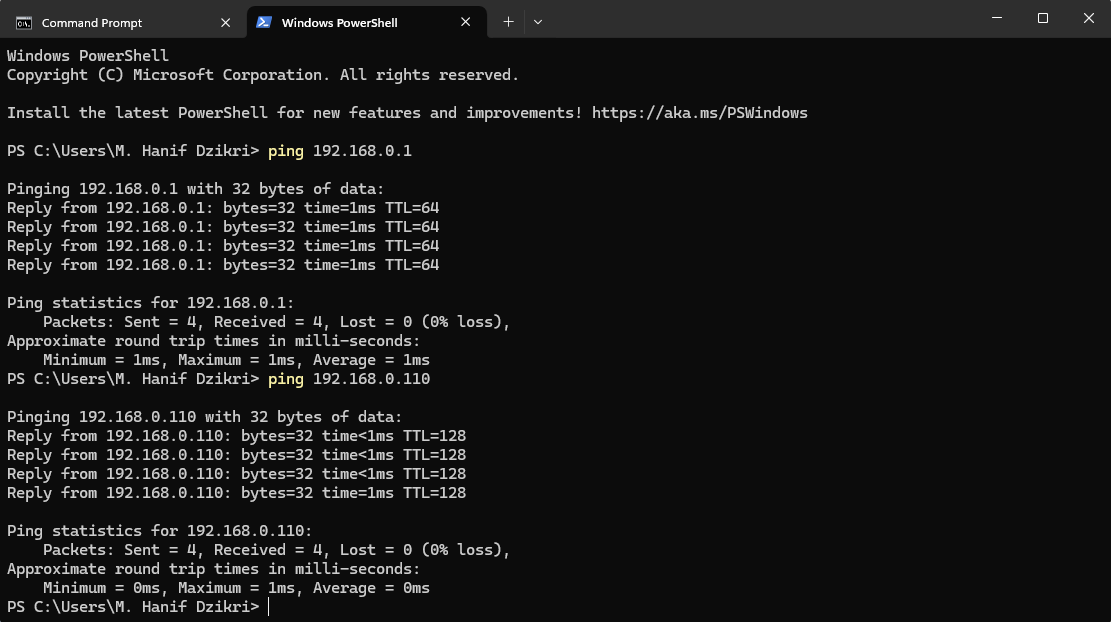 Command Prompt
Windows PowerShell
Windows PowerShell
Copyright (C) Microsoft Corporation. All rights reserved.
Install the latest PowerShell for new features and improvements! https://aka.ms/PSWindows
PS C:\Users\M. Hanif Dzikri> ping 192.168.0.1
Pinging 192.168.0.1 with 32 bytes of data:
Reply from 192.168.0.1: bytes=32 time=1ms TTL=64
Reply from 192.168.0.1: bytes=32 time=1ms TTL=64
Reply from 192.168.0.1: bytes=32 time=1ms TTL=64
Reply from 192.168.0.1: bytes=32 time=1ms TTL=64
Ping statistics for 192.168.0.1:
    Packets: Sent = 4, Received = 4, Lost = 0 (0% loss),
Approximate round trip times in milli-seconds:
    Minimum = 1ms, Maximum = 1ms, Average = 1ms
PS C:\Users\M. Hanif Dzikri> ping 192.168.0.110
Pinging 192.168.0.110 with 32 bytes of data:
Reply from 192.168.0.110: bytes=32 time<1ms TTL=128
Reply from 192.168.0.110: bytes=32 time<1ms TTL=128
Reply from 192.168.0.110: bytes=32 time<1ms TTL=128
Reply from 192.168.0.110: bytes=32 time=1ms TTL=128
Ping statistics for 192.168.0.110:
    Packets: Sent = 4, Received = 4, Lost = 0 (0% loss),
Approximate round trip times in milli-seconds:
    Minimum = 0ms, Maximum = 1ms, Average = 0ms
PS C:\Users\M. Hanif Dzikri>